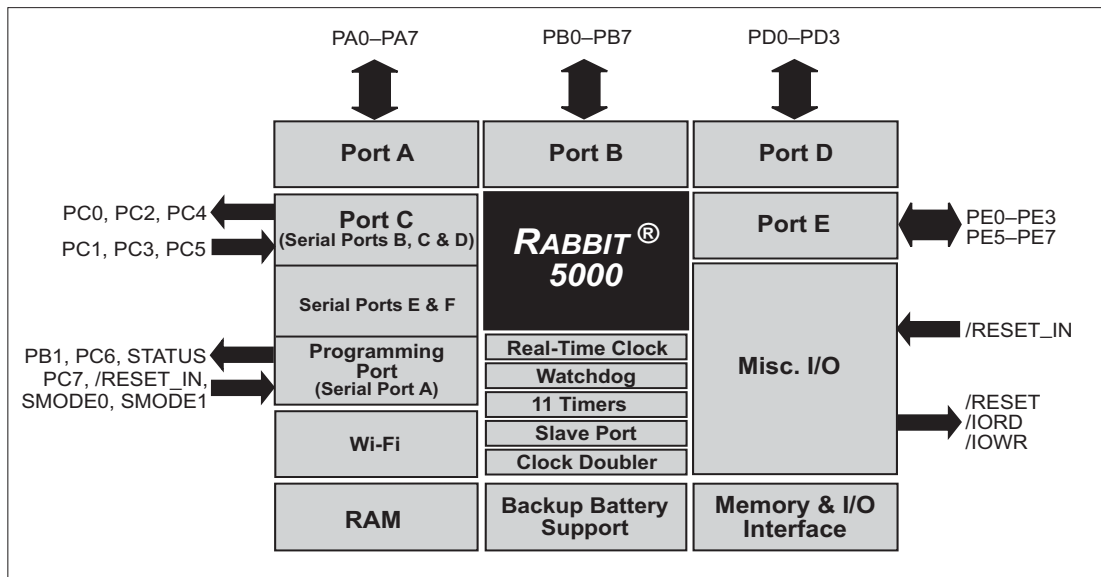 PA0–PA7
PB0–PB7
PD0–PD3
Port A
Port B
Port D
PC0, PC2, PC4
PC1, PC3, PC5
Port C
(Serial Ports B, C & D)
RABBIT ®
5000
Port E
PE0–PE3
PE5–PE7
Serial Ports E & F
/RESET_IN
PB1, PC6, STATUS
PC7, /RESET_IN,
SMODE0, SMODE1
Programming
Port
(Serial Port A)
Real-Time Clock
Watchdog
11 Timers
Slave Port
Clock Doubler
Misc. I/O
/RESET
/IORD
/IOWR
Wi-Fi
RAM
Backup Battery
Support
Memory & I/O
Interface